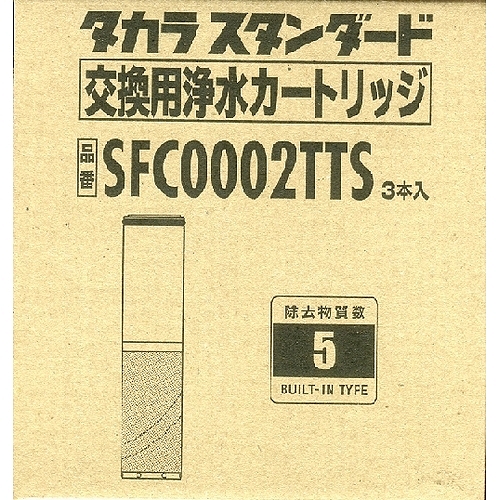 タカラスタンダード
交換用浄水カートリッジ
品番 SFC0002TTS 3本入
除去物質数
5
BUILT-IN TYPE